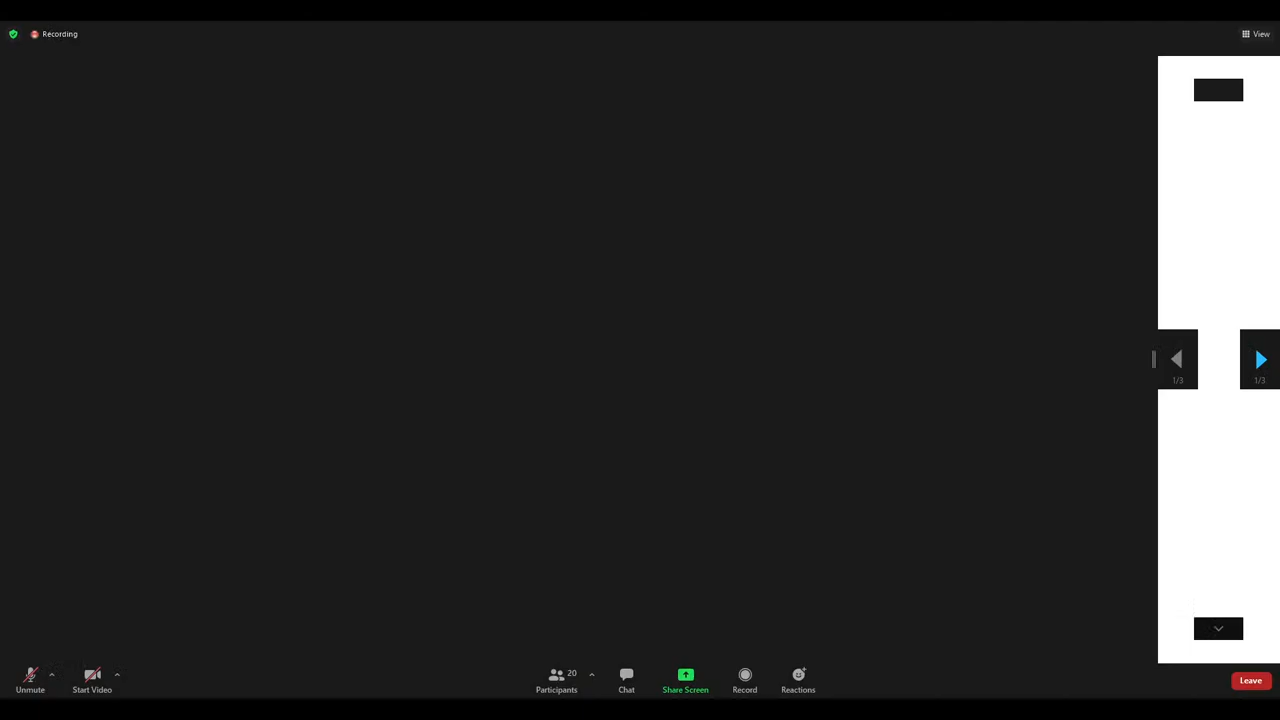 Recording
View
1/3
1/3
20
Unmute
Start Video
Participants
Chat
Share Screen
Record
Reactions
Leave